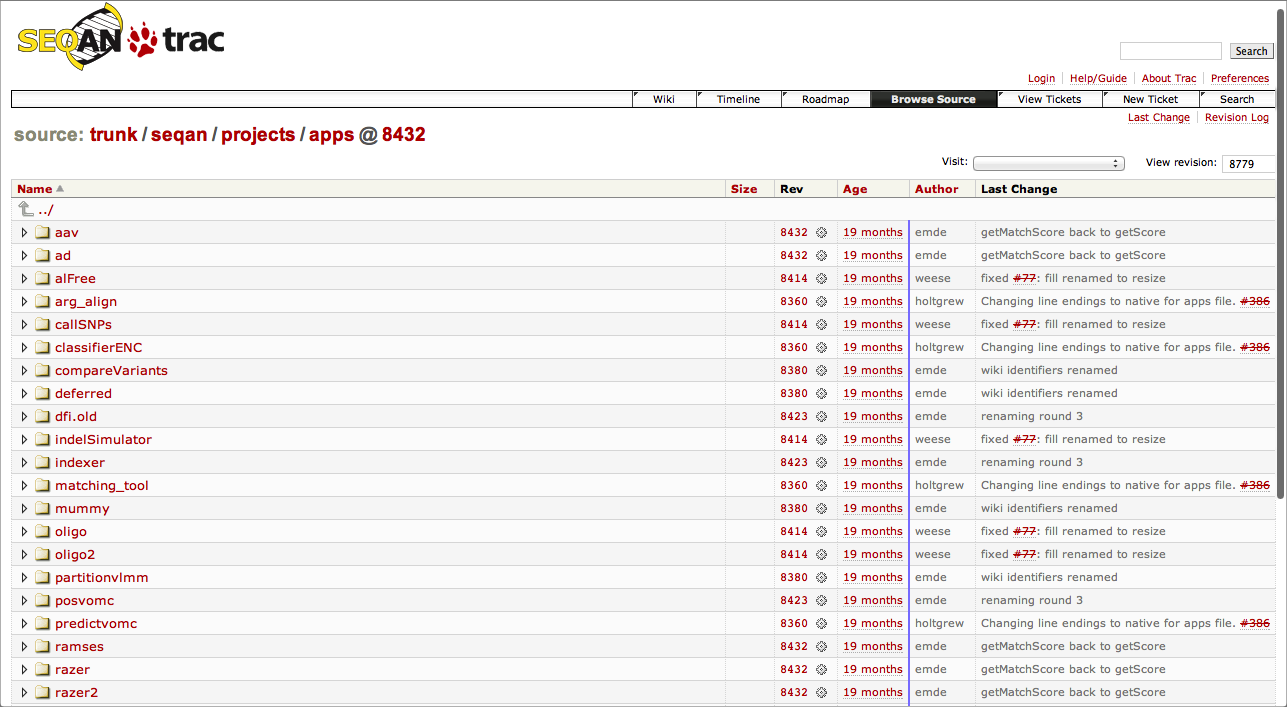 SEQAN trac
Search
Login Help/Guide About Trac Preferences
Wiki Timeline Roadmap Browse Source View Tickets New Ticket Search
Last Change Revision Log
source: trunk / seqan / projects / apps @ 8432
Visit: View revision: 8779
Name Size Rev Age Author Last Change
../
aav 8432 19 months emde getMatchScore back to getScore
ad 8432 19 months emde getMatchScore back to getScore
alFree 8414 19 months weese fixed #77: fill renamed to resize
arg_align 8360 19 months holtgrew Changing line endings to native for apps file. #386
callSNPs 8414 19 months weese fixed #77: fill renamed to resize
classifierENC 8360 19 months holtgrew Changing line endings to native for apps file. #386
compareVariants 8380 19 months emde wiki identifiers renamed
deferred 8380 19 months emde wiki identifiers renamed
dfi.old 8423 19 months emde renaming round 3
indelSimulator 8414 19 months weese fixed #77: fill renamed to resize
indexer 8423 19 months emde renaming round 3
matching_tool 8360 19 months holtgrew Changing line endings to native for apps file. #386
mummy 8380 19 months emde wiki identifiers renamed
oligo 8414 19 months weese fixed #77: fill renamed to resize
oligo2 8414 19 months weese fixed #77: fill renamed to resize
partitionvlmm 8380 19 months emde wiki identifiers renamed
posvomc 8423 19 months emde renaming round 3
predictvomc 8360 19 months holtgrew Changing line endings to native for apps file. #386
ramses 8432 19 months emde getMatchScore back to getScore
razer 8432 19 months emde getMatchScore back to getScore
razer2 8432 19 months emde getMatchScore back to getScore